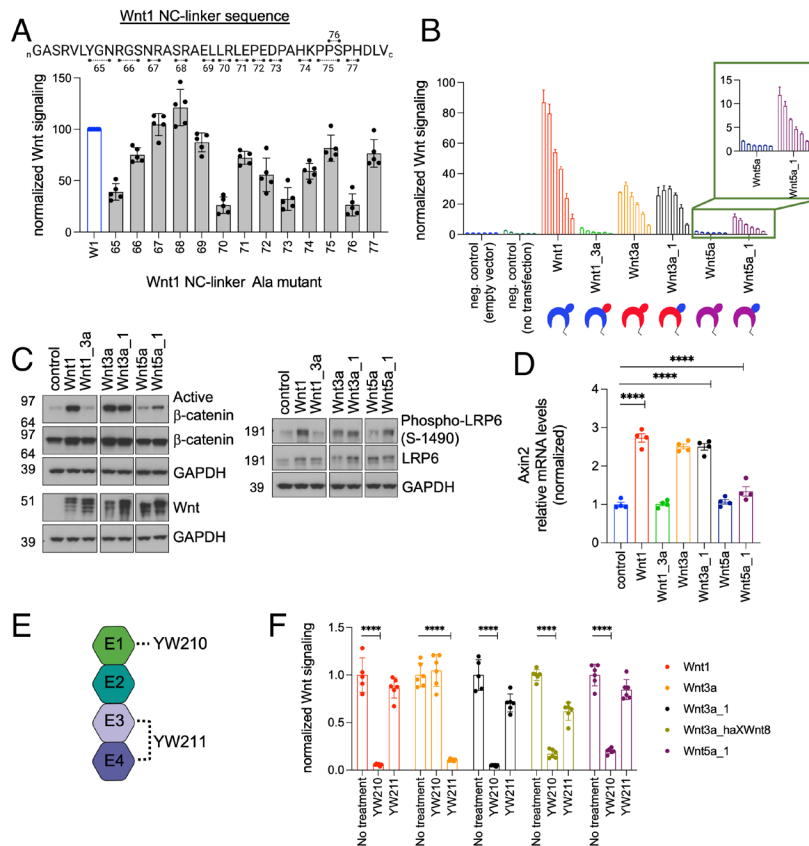 A
Wnt1 NC-linker sequence
76
nGASRVLYGNRGSNRASRAELLRLEPEDPAHKPPSPHDLVc
65 66 67 68 69 70 71 72 73 74 75 77
normalized Wnt signaling
150
100
50
0
W1 65 66 67 68 69 70 71 72 73 74 75 76 77
Wnt1 NC-linker Ala mutant
B
normalized Wnt signaling
100
80
60
40
20
0
neg. control
(empty vector)
neg. control
(no transfection)
Wnt1
Wnt1_3a
Wnt3a
Wnt3a_1
Wnt5a
Wnt5a_1
15
10
5
0
Wnt5a
Wnt5a_1
C
control
Wnt1
Wnt1_3a
Wnt3a
Wnt3a_1
Wnt5a
Wnt5a_1
97
64
Active
β-catenin
97
64
β-catenin
39
GAPDH
51
Wnt
39
GAPDH
control
Wnt1
Wnt1_3a
Wnt3a
Wnt3a_1
Wnt5a
Wnt5a_1
191
Phospho-LRP6
(S-1490)
191
LRP6
39
GAPDH
D
Axin2
relative mRNA levels
(normalized)
4
3
2
1
0
****
****
****
control
Wnt1
Wnt1_3a
Wnt3a
Wnt3a_1
Wnt5a
Wnt5a_1
E
E1
YW210
E2
E3
YW211
E4
F
normalized Wnt signaling
1.5
1.0
0.5
0.0
**** **** **** **** ****
No treatment
YW210
YW211
No treatment
YW210
YW211
No treatment
YW210
YW211
No treatment
YW210
YW211
No treatment
YW210
YW211
Wnt1
Wnt3a
Wnt3a_1
Wnt3a_haXWnt8
Wnt5a_1